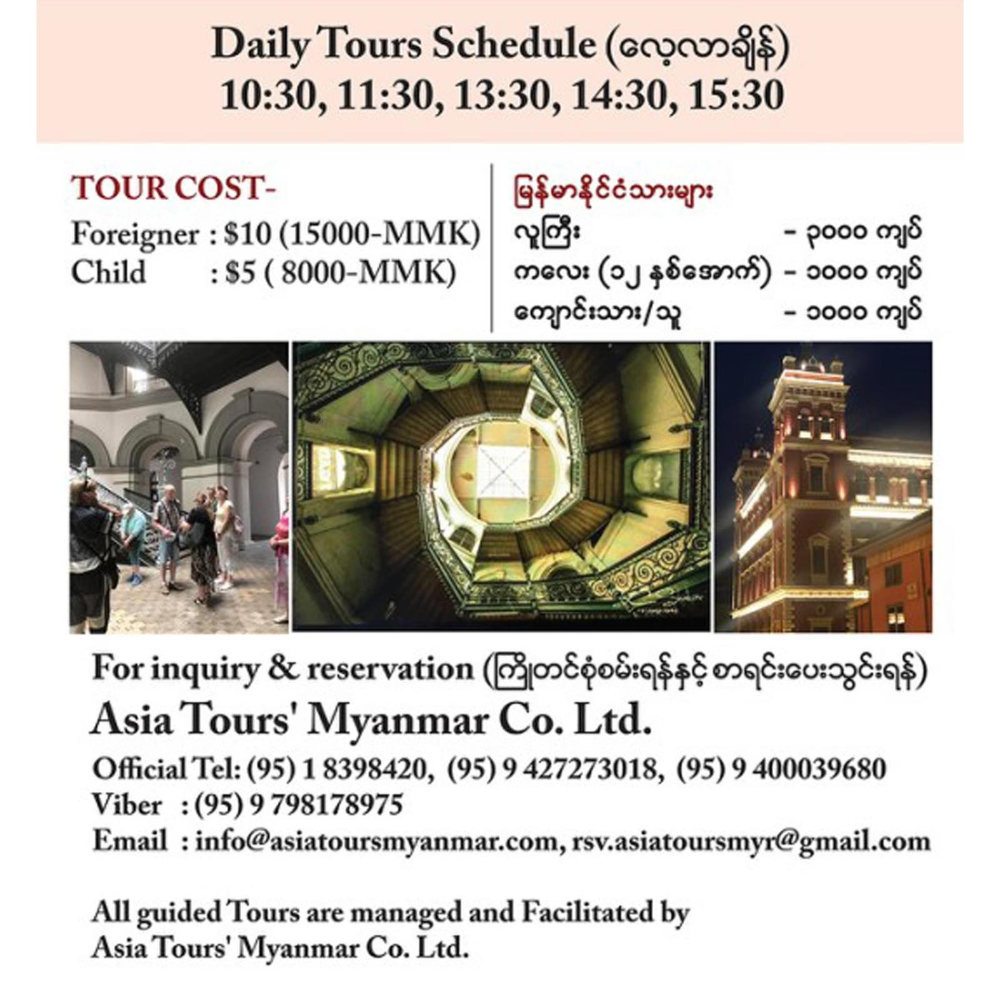 Daily Tours Schedule (လေ့လာချိန်)
10:30, 11:30, 13:30, 14:30, 15:30
TOUR COST-
Foreigner : $10 (15000-MMK)
Child : $5 ( 8000-MMK)
မြန်မာနိုင်ငံသားများ
လူကြီး - ၃၀၀၀ ကျပ်
ကလေး (၁၂ နှစ်အောက်) - ၁၀၀၀ ကျပ်
ကျောင်းသား/သူ - ၁၀၀၀ ကျပ်
For inquiry & reservation (ကြိုတင်စုံစမ်းရန်နှင့် စာရင်းပေးသွင်းရန်)
Asia Tours' Myanmar Co. Ltd.
Official Tel: (95) 1 8398420, (95) 9 427273018, (95) 9 400039680
Viber : (95) 9 798178975
Email : info@asiatoursmyanmar.com, rsv.asiatoursmyr@gmail.com
All guided Tours are managed and Facilitated by
Asia Tours' Myanmar Co. Ltd.